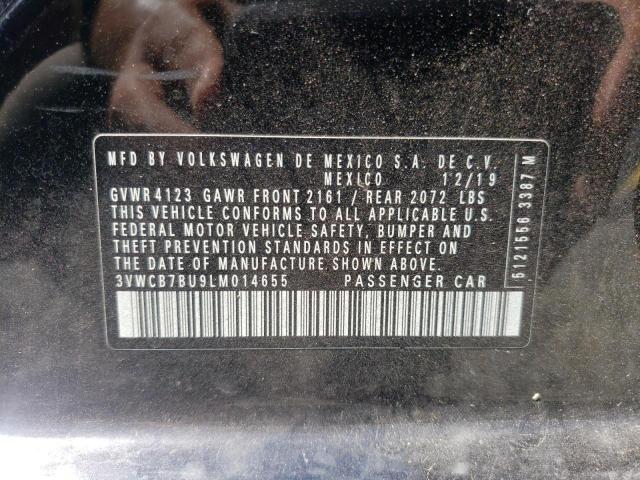 MFD BY VOLKSWAGEN DE MEXICO S.A. DE C.V.
MEXICO 12/19
GVWR 4123 GAWR FRONT 2161 / REAR 2072 LBS
THIS VEHICLE CONFORMS TO ALL APPLICABLE U.S.
FEDERAL MOTOR VEHICLE SAFETY, BUMPER AND
THEFT PREVENTION STANDARDS IN EFFECT ON
THE DATE OF MANUFACTURE SHOWN ABOVE.
3VWCB7BU9LM014655 PASSENGER CAR
5121556 3387 M